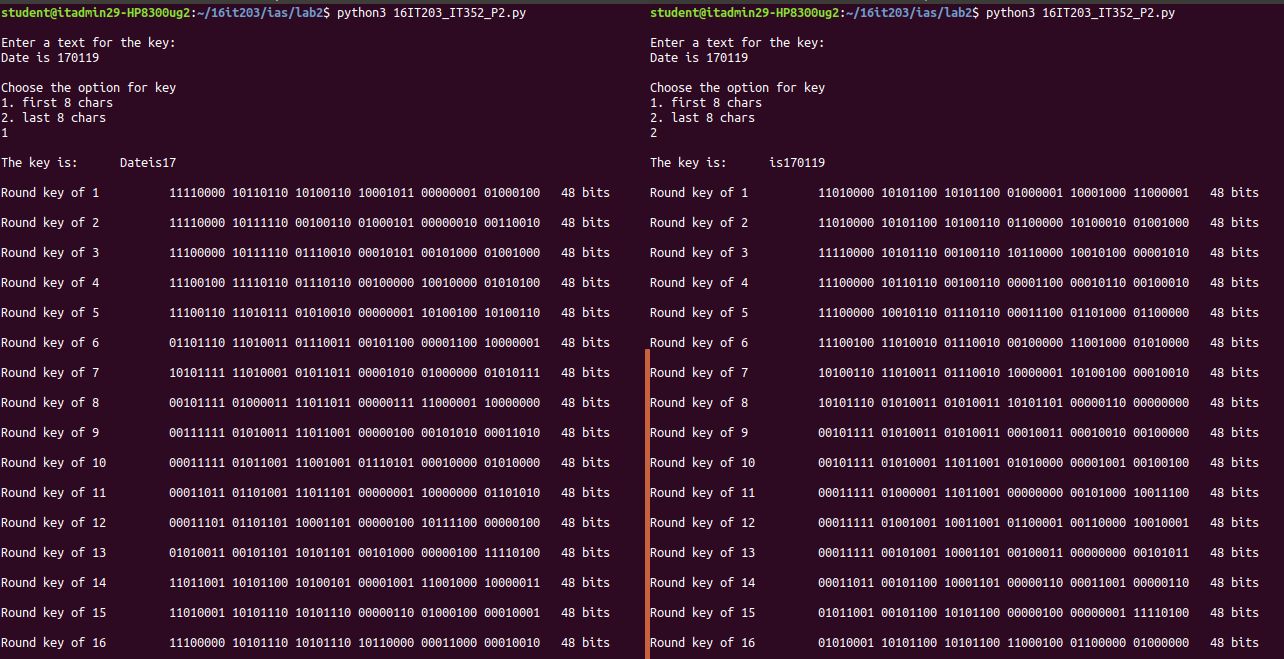 student@itadmin29-HP8300ug2:~/16it203/ias/lab2$ python3 16IT203_IT352_P2.py
Enter a text for the key:
Date is 170119
Choose the option for key
1. first 8 chars
2. last 8 chars
1
The key is: Dateis17
Round key of 1 11110000 10110110 10100110 10001011 00000001 01000100 48 bits
Round key of 2 11110000 10111110 00100110 01000101 00000010 00110010 48 bits
Round key of 3 11100000 10111110 01110010 00010101 00101000 01001000 48 bits
Round key of 4 11100100 11110110 01110110 00100000 10010000 01010100 48 bits
Round key of 5 11100110 11010111 01010010 00000001 10100100 10100110 48 bits
Round key of 6 01101110 11010011 01110011 00101100 00001100 10000001 48 bits
Round key of 7 10101111 11010001 01011011 00001010 01000000 01010111 48 bits
Round key of 8 00101111 01000011 11011011 00000111 11000001 10000000 48 bits
Round key of 9 00111111 01010011 11011001 00000100 00101010 00011010 48 bits
Round key of 10 00011111 01011001 11001001 01110101 00010000 01010000 48 bits
Round key of 11 00011011 01101001 11011101 00000001 10000000 01101010 48 bits
Round key of 12 00011101 01101101 10001101 00000100 10111100 00000100 48 bits
Round key of 13 01010011 00101101 10101101 00101000 00000100 11110100 48 bits
Round key of 14 11011001 10101100 10100101 00001001 11001000 10000011 48 bits
Round key of 15 11010001 10101110 10101110 00000110 01000100 00010001 48 bits
Round key of 16 11100000 10101110 10101110 10110000 00011000 00010010 48 bits
student@itadmin29-HP8300ug2:~/16it203/ias/lab2$ python3 16IT203_IT352_P2.py
Enter a text for the key:
Date is 170119
Choose the option for key
1. first 8 chars
2. last 8 chars
2
The key is: is170119
Round key of 1 11010000 10101100 10101100 01000001 10001000 11000001 48 bits
Round key of 2 11010000 10101100 10100110 01100000 10100010 01001000 48 bits
Round key of 3 11110000 10101110 00100110 10110000 10010100 00001010 48 bits
Round key of 4 11100000 10110110 00100110 00001100 00010110 00100010 48 bits
Round key of 5 11100000 10010110 01110110 00011100 01101000 01100000 48 bits
Round key of 6 11100100 11010010 01110010 00100000 11001000 01010000 48 bits
Round key of 7 10100110 11010011 01110010 10000001 10100100 00010010 48 bits
Round key of 8 10101110 01010011 01010011 10101101 00000110 00000000 48 bits
Round key of 9 00101111 01010011 01010011 00010011 00010010 00100000 48 bits
Round key of 10 00101111 01010001 11011001 01010000 00001001 00100100 48 bits
Round key of 11 00011111 01000001 11011001 00000000 00101000 10011100 48 bits
Round key of 12 00011111 01001001 10011001 01100001 00110000 10010001 48 bits
Round key of 13 00011111 00101001 10001101 00100011 00000000 00101011 48 bits
Round key of 14 00011011 00101100 10001101 00000110 00011001 00000110 48 bits
Round key of 15 01011001 00101100 10101100 00000100 00000001 11110100 48 bits
Round key of 16 01010001 10101100 10101100 11000100 01100000 01000000 48 bits